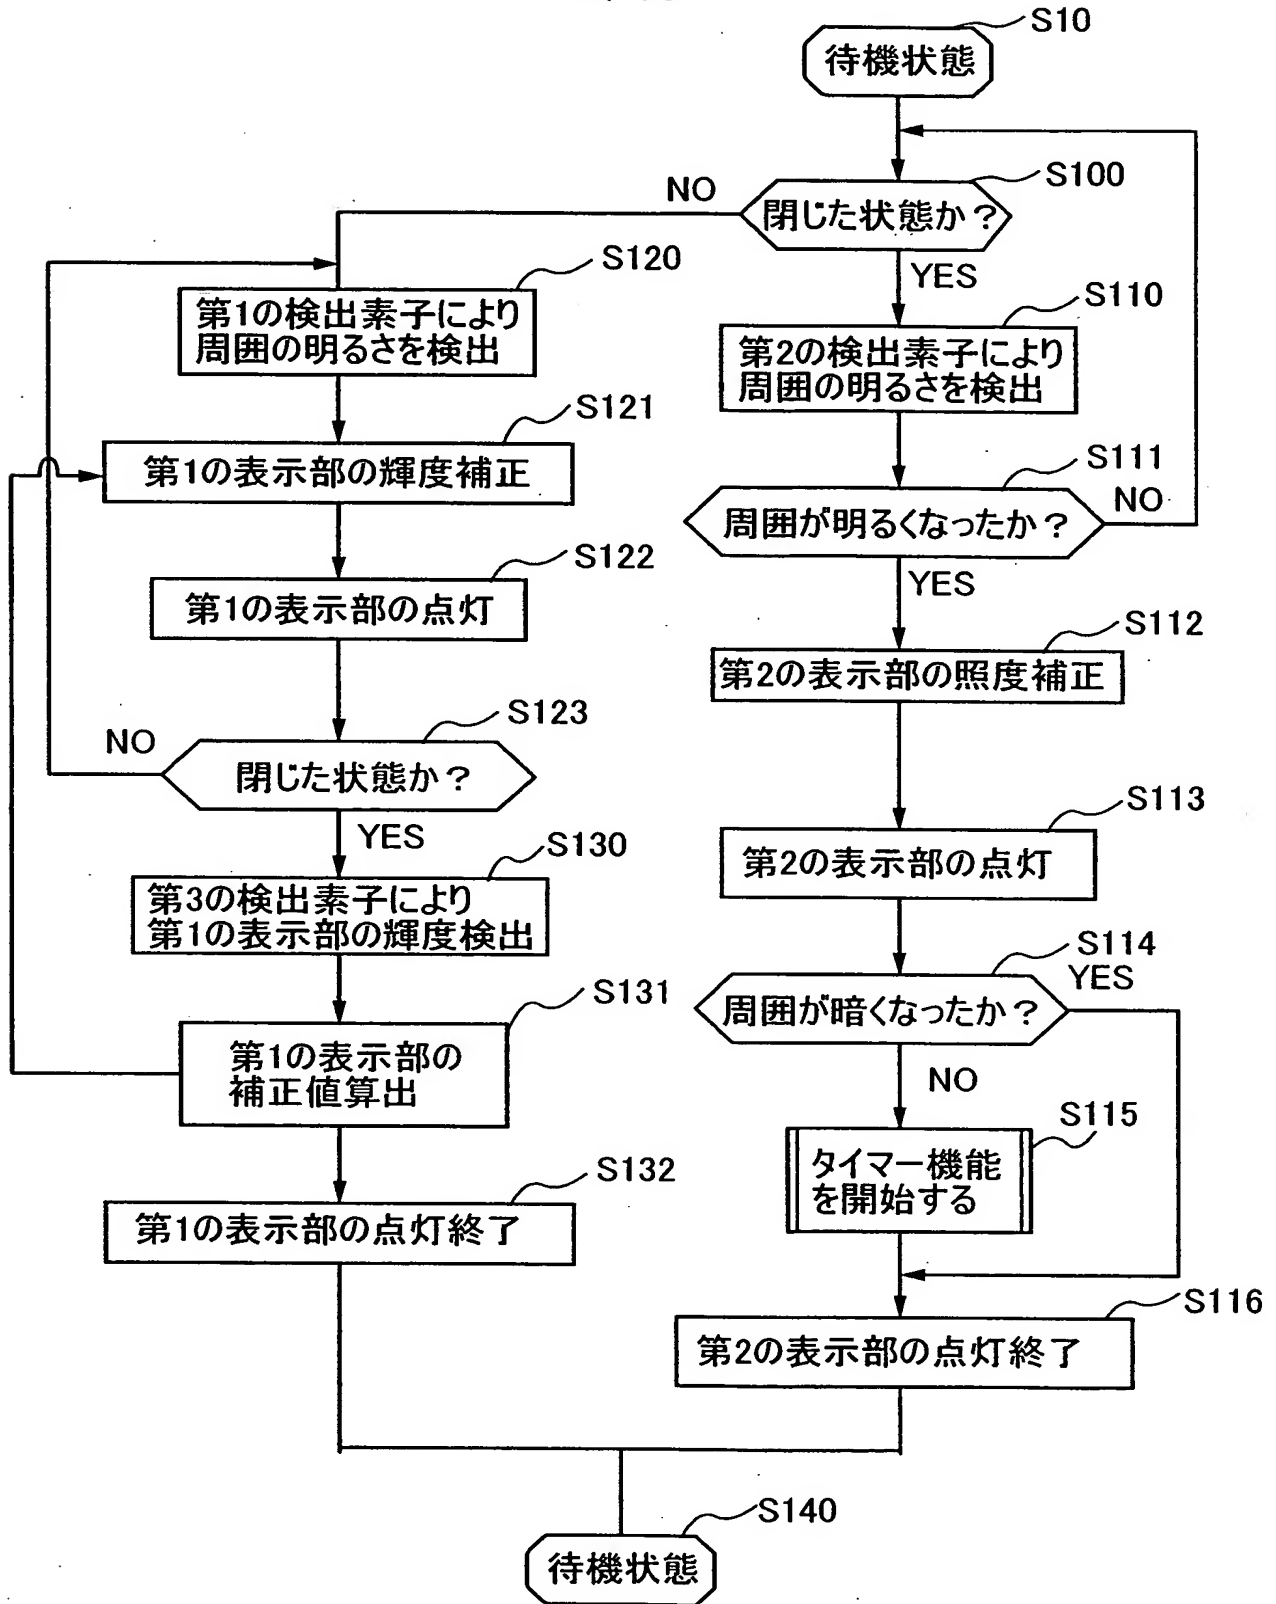 S10
待機状態
S100
NO
閉じた状態か？
YES
S120
第1の検出素子により
周囲の明るさを検出
S110
第2の検出素子により
周囲の明るさを検出
S121
第1の表示部の輝度補正
S111
周囲が明るくなったか？
NO
YES
S122
第1の表示部の点灯
S112
第2の表示部の照度補正
S123
NO
閉じた状態か？
YES
S113
第2の表示部の点灯
S130
第3の検出素子により
第1の表示部の輝度検出
S114
YES
周囲が暗くなったか？
NO
S131
第1の表示部の
補正値算出
S115
タイマー機能
を開始する
S132
第1の表示部の点灯終了
S116
第2の表示部の点灯終了
S140
待機状態